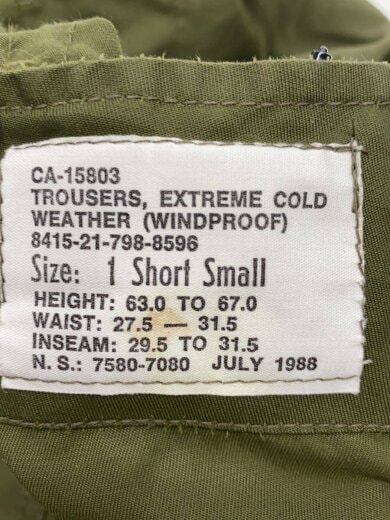 CA-15803
TROUSERS, EXTREME COLD
WEATHER (WINDPROOF)
8415-21-798-8596
Size: 1 Short Small
HEIGHT: 63.0 TO 67.0
WAIST: 27.5 — 31.5
INSEAM: 29.5 TO 31.5
N. S.: 7580-7080 JULY 1988